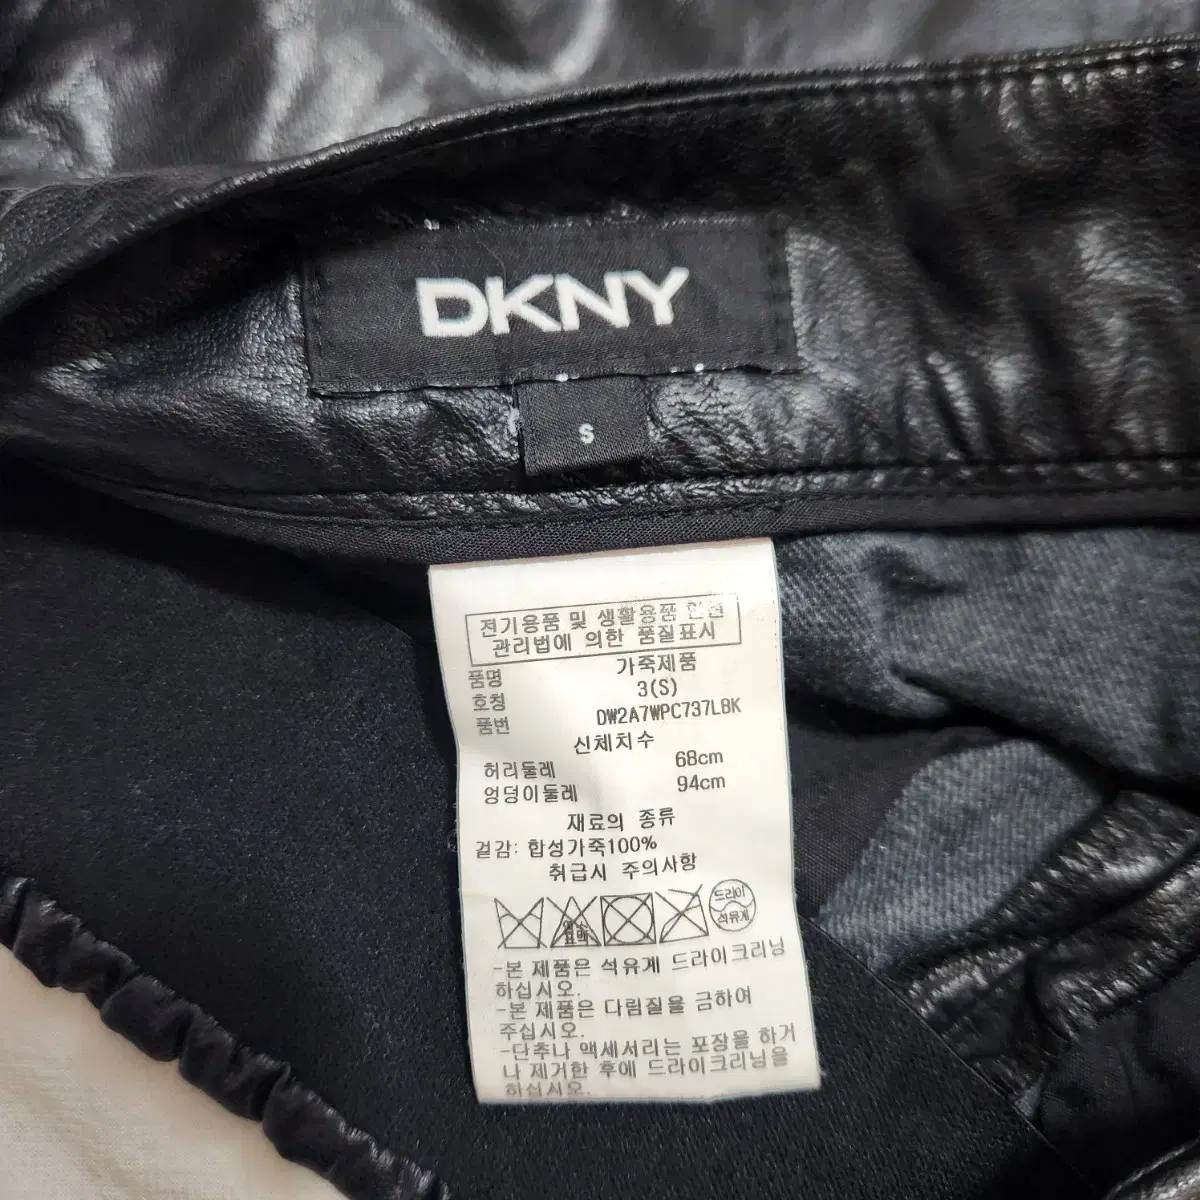 DKNY
S
전기용품 및 생활용품 안전
관리법에 의한 품질표시
품명 가죽제품
호칭 3(S)
품번 DW2A7WPC737LBK
신체치수
허리둘레 68cm
엉덩이둘레 94cm
재료의 종류
겉감: 합성가죽100%
취급시 주의사항
염소
표백
드라이
석유계
-본 제품은 석유계 드라이크리닝
하십시오.
-본 제품은 다림질을 금하여
주십시오.
-단추나 액세서리는 포장을 하거
나 제거한 후에 드라이크리닝을
하십시오.